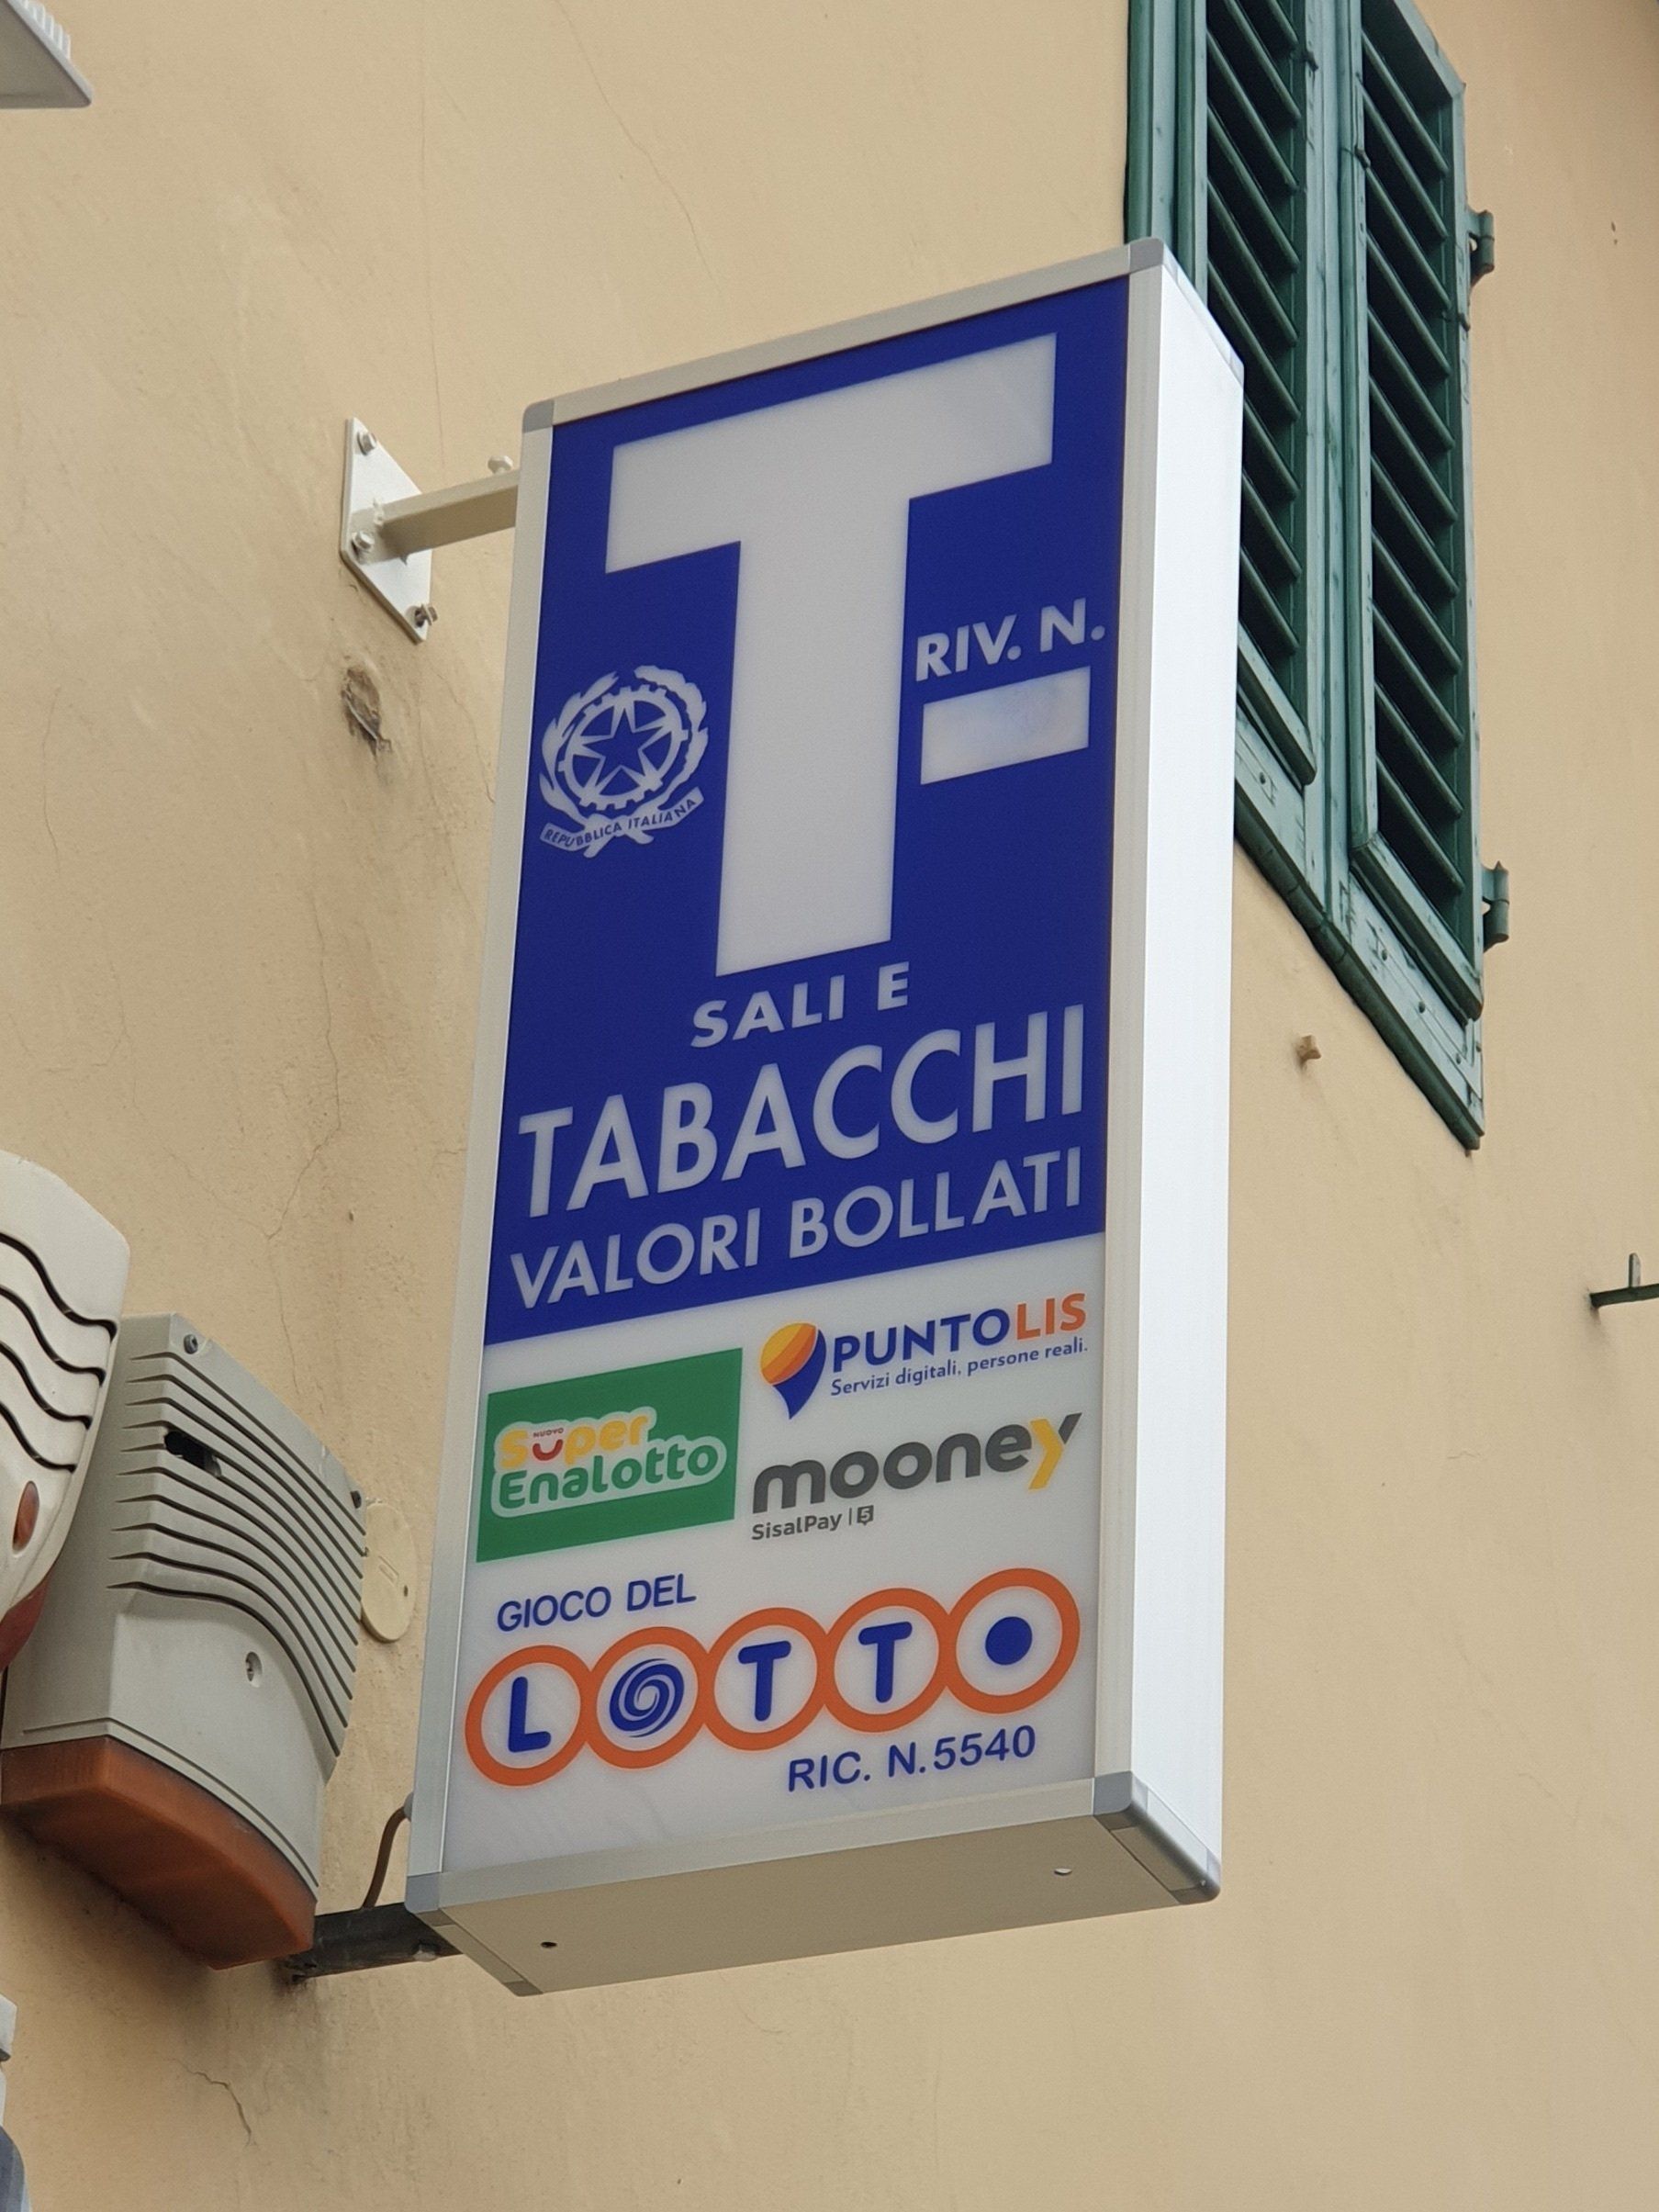 T
RIV. N.
REPUBBLICA ITALIANA
SALI E
TABACCHI
VALORI BOLLATI
PUNTOLIS
Servizi digitali, persone reali.
NUOVO
Super
Enalotto
mooney
SisalPay | 5
GIOCO DEL
LOTTO
RIC. N.5540